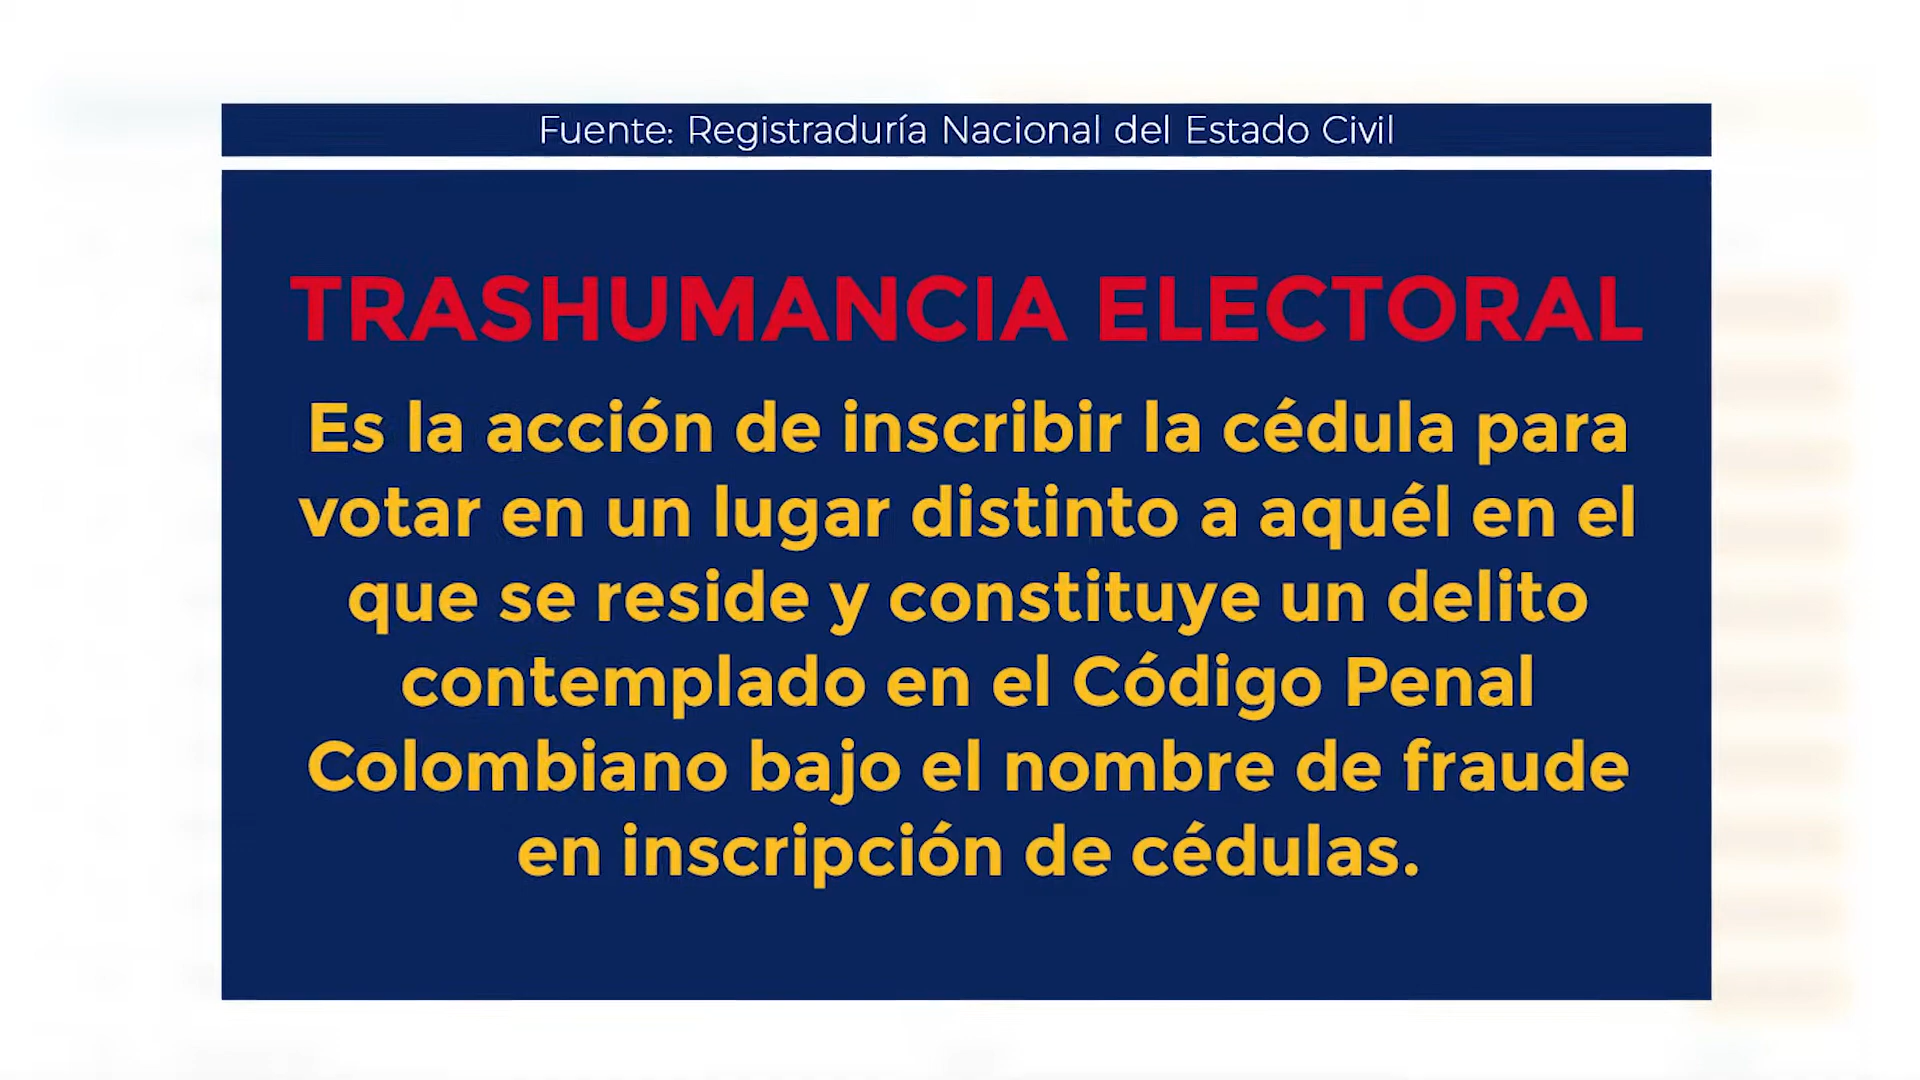 Fuente: Registraduría Nacional del Estado Civil
TRASHUMANCIA ELECTORAL
Es la acción de inscribir la cédula para
votar en un lugar distinto a aquél en el
que se reside y constituye un delito
contemplado en el Código Penal
Colombiano bajo el nombre de fraude
en inscripción de cédulas.